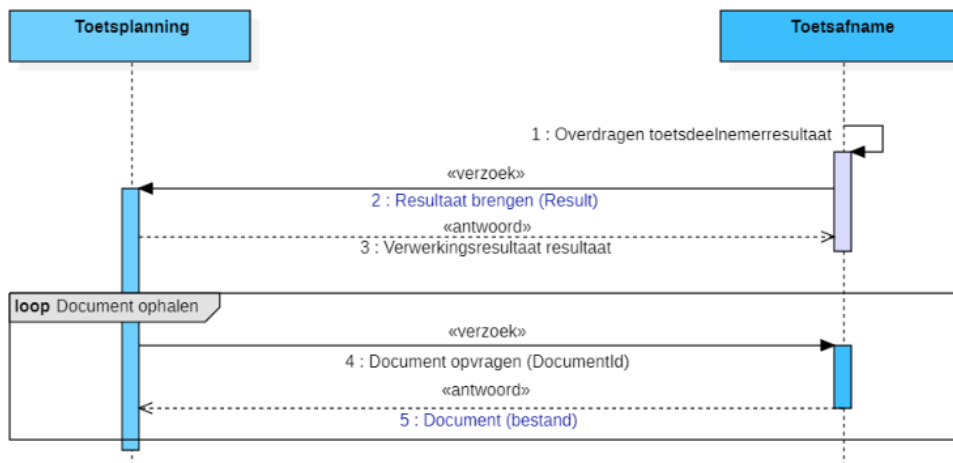 Toetsplanning
Toetsafname
1 : Overdragen toetsdeelnemerresultaat
«verzoek»
2 : Resultaat brengen (Result)
«antwoord»
3 : Verwerkingsresultaat resultaat
loop Document ophalen
«verzoek»
4 : Document opvragen (DocumentId)
«antwoord»
5 : Document (bestand)